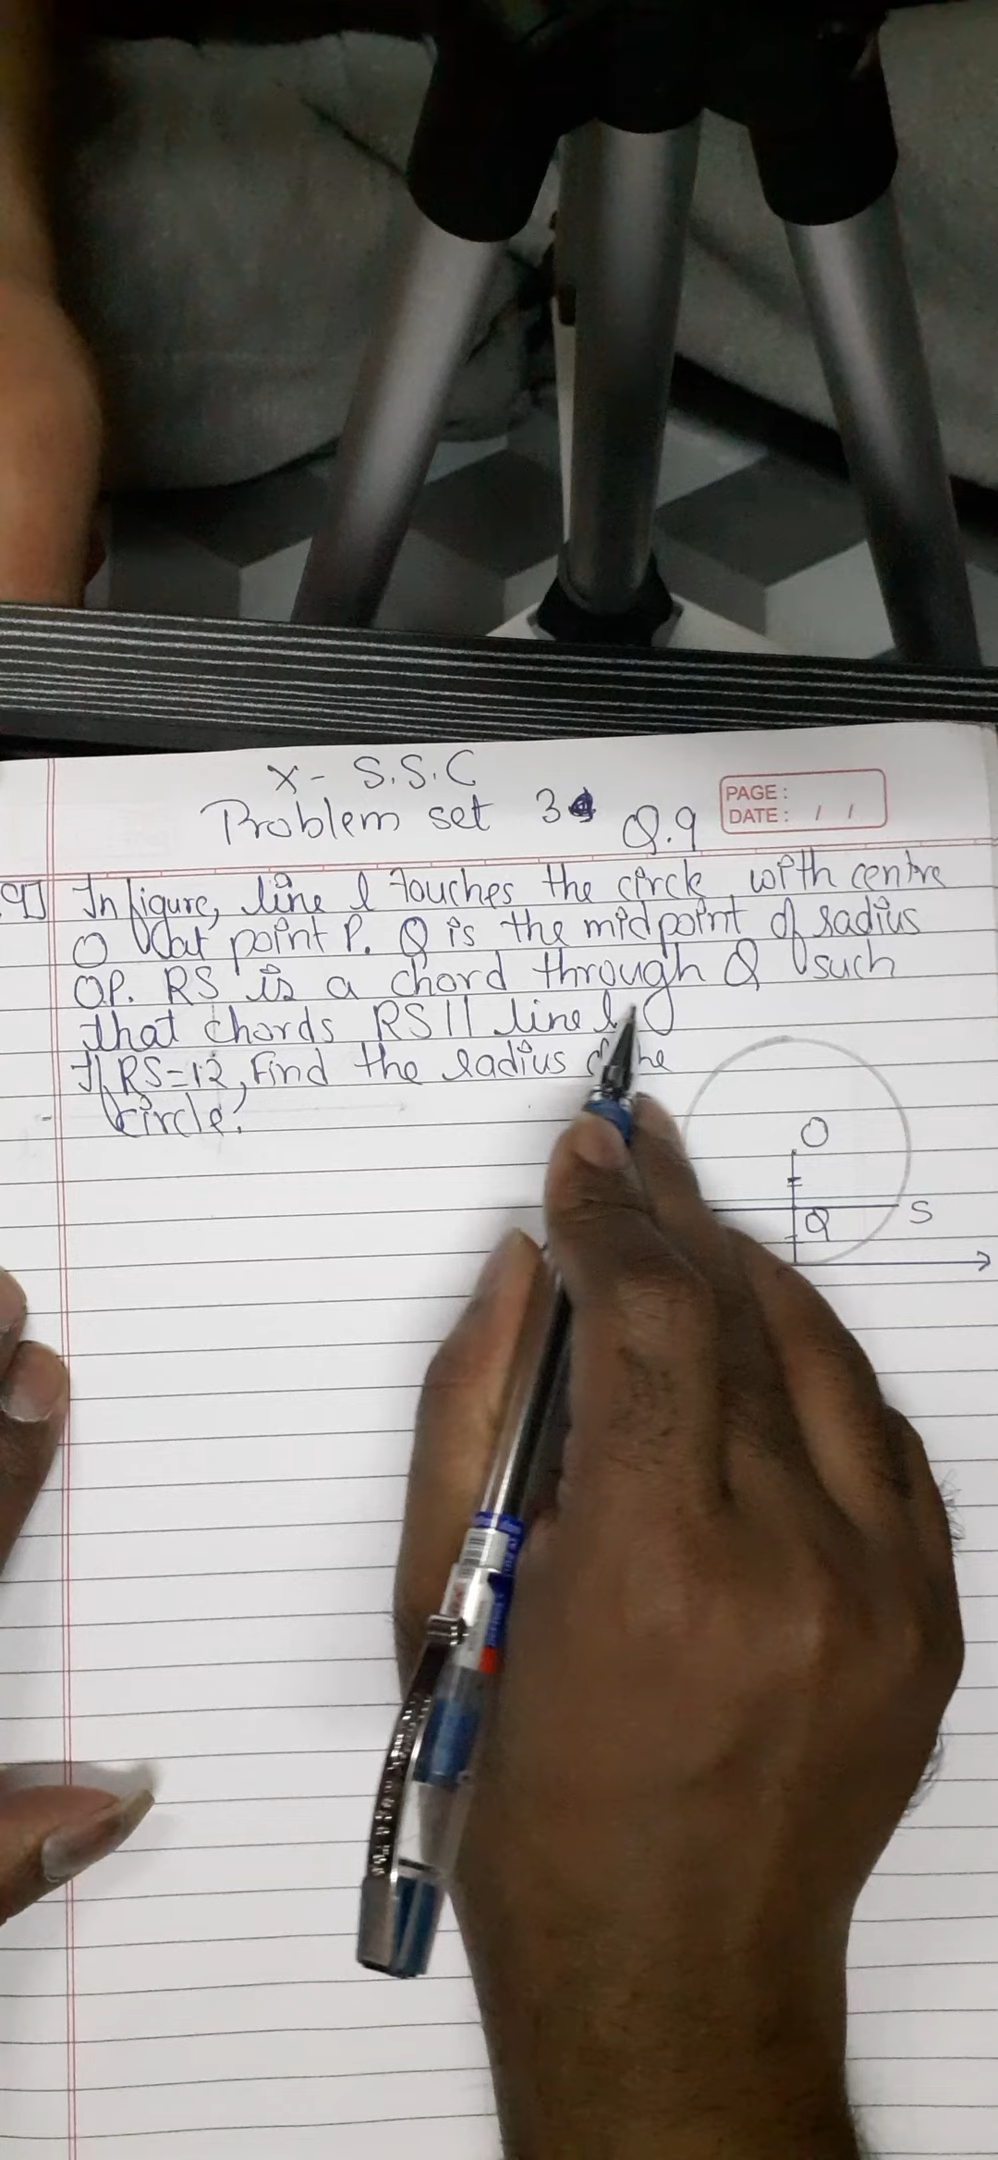 X - S.S.C
Problem set 3 Q.9
PAGE :
DATE : / /
9] In figure, line l touches the circle with centre
O at point P. Q is the midpoint of radius
OP. RS is a chord through Q such
that chords RS || line l.
If RS=12, Find the radius of the
circle.
O
Q
S